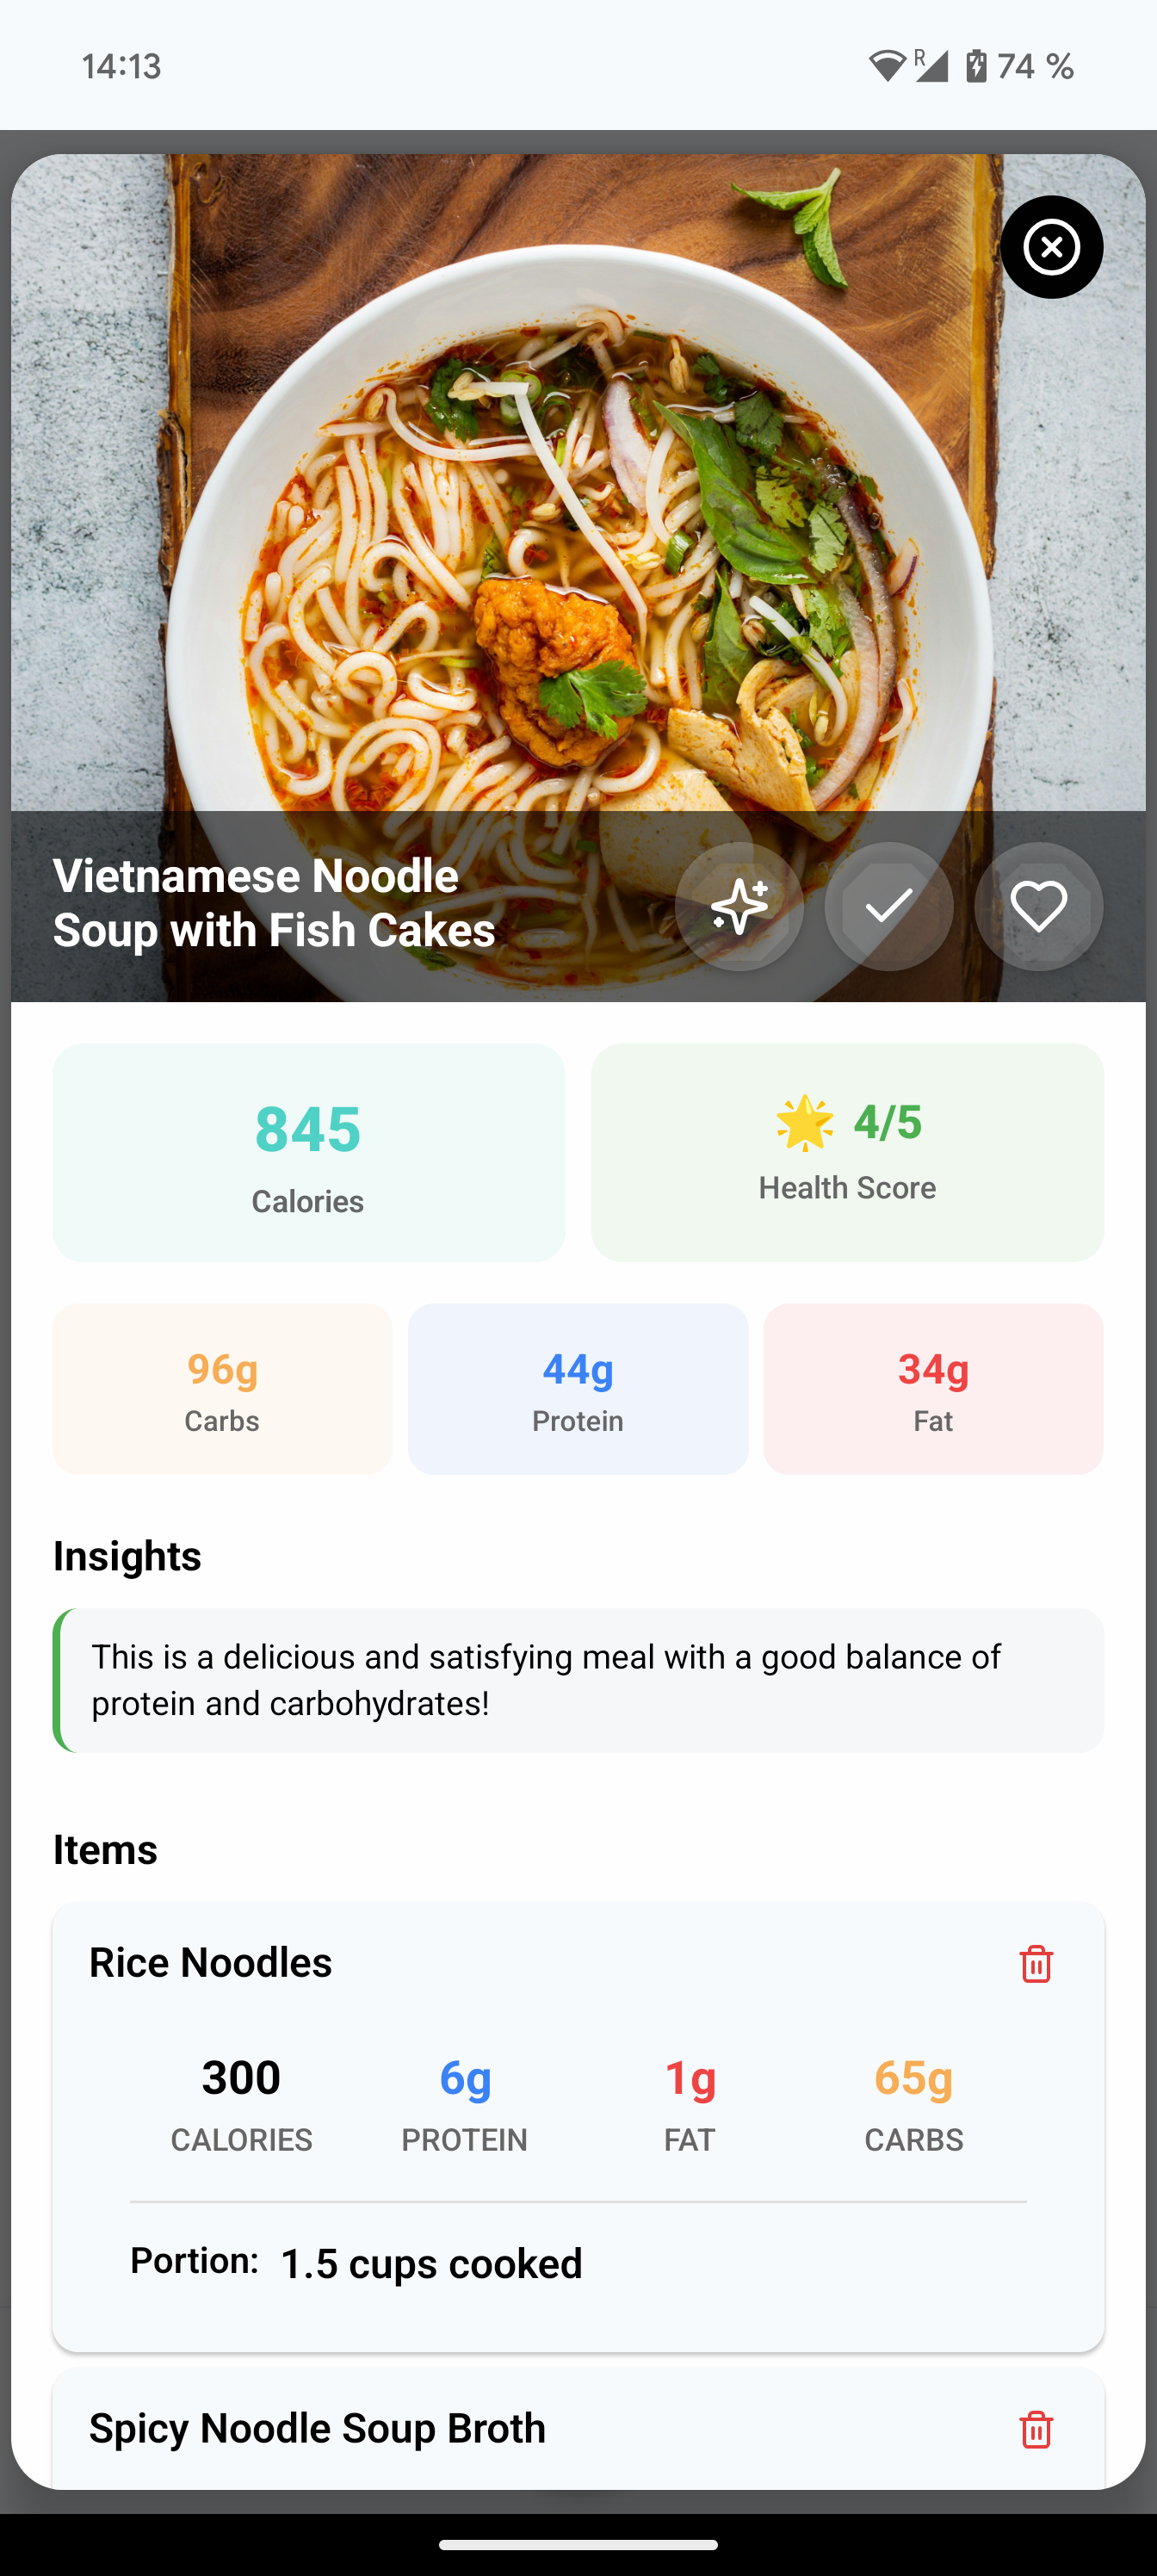 14:13
R 74 %
Vietnamese Noodle
Soup with Fish Cakes
845
Calories
4/5
Health Score
96g
Carbs
44g
Protein
34g
Fat
Insights
This is a delicious and satisfying meal with a good balance of
protein and carbohydrates!
Items
Rice Noodles
300 6g 1g 65g
CALORIES PROTEIN FAT CARBS
Portion: 1.5 cups cooked
Spicy Noodle Soup Broth